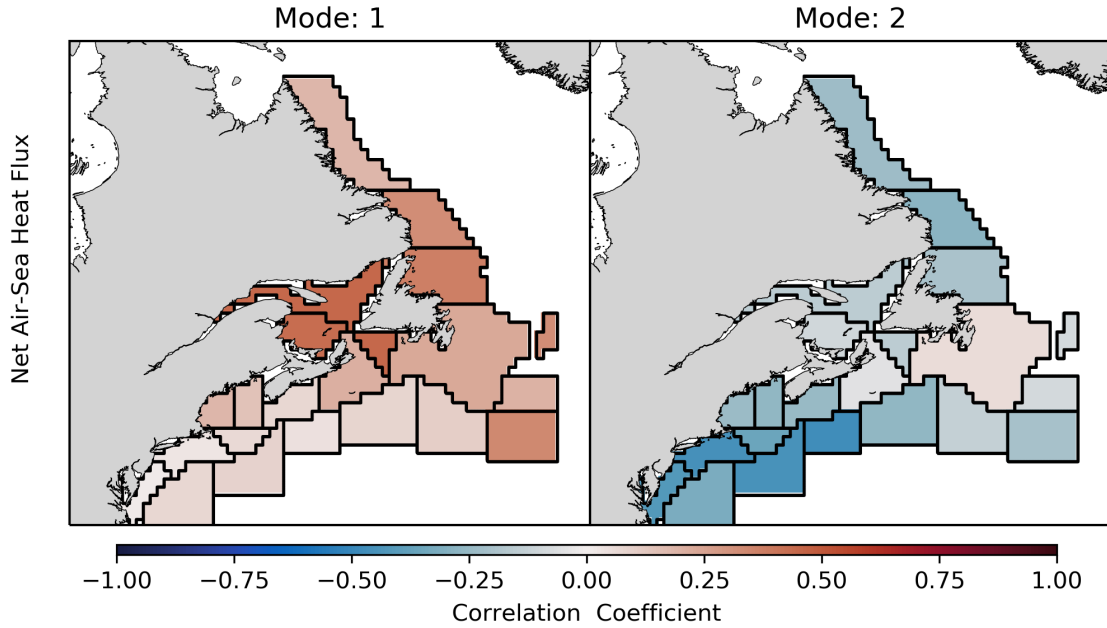 Mode: 1
Mode: 2
Net Air-Sea Heat Flux
−1.00 −0.75 −0.50 −0.25 0.00 0.25 0.50 0.75 1.00
Correlation Coefficient